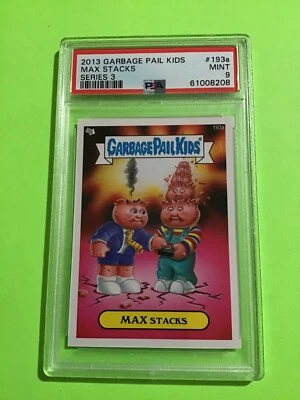 2013 GARBAGE PAIL KIDS #193a
MAX STACKS MINT
SERIES 3 PSA 9
61008208
193a
GARBAGE PAIL KIDS
MAX STACKS